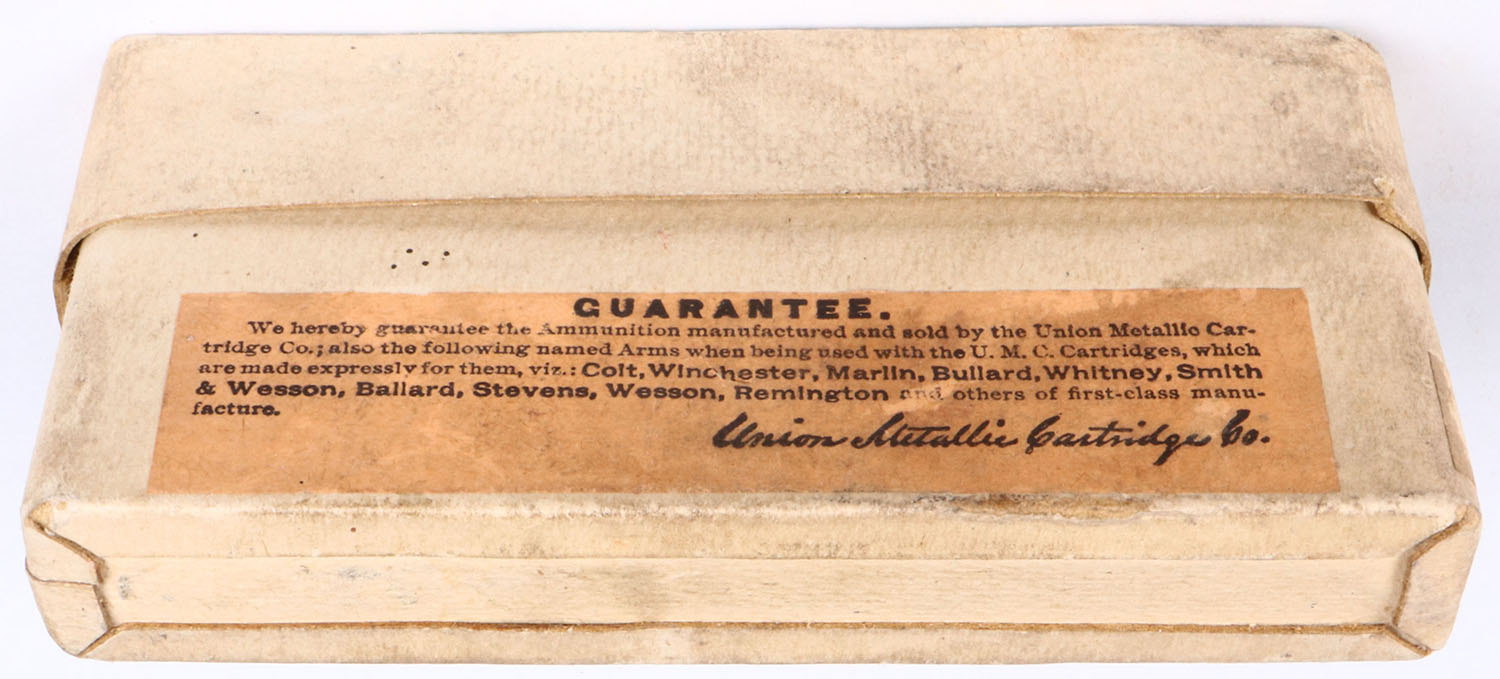 GUARANTEE.
We hereby guarantee the Ammunition manufactured and sold by the Union Metallic Car-
tridge Co.; also the following named Arms when being used with the U. M. C. Cartridges, which
are made expressly for them, viz.: Colt, Winchester, Marlin, Bullard, Whitney, Smith
& Wesson, Ballard, Stevens, Wesson, Remington and others of first-class manu-
facture.
Union Metallic Cartridge Co.